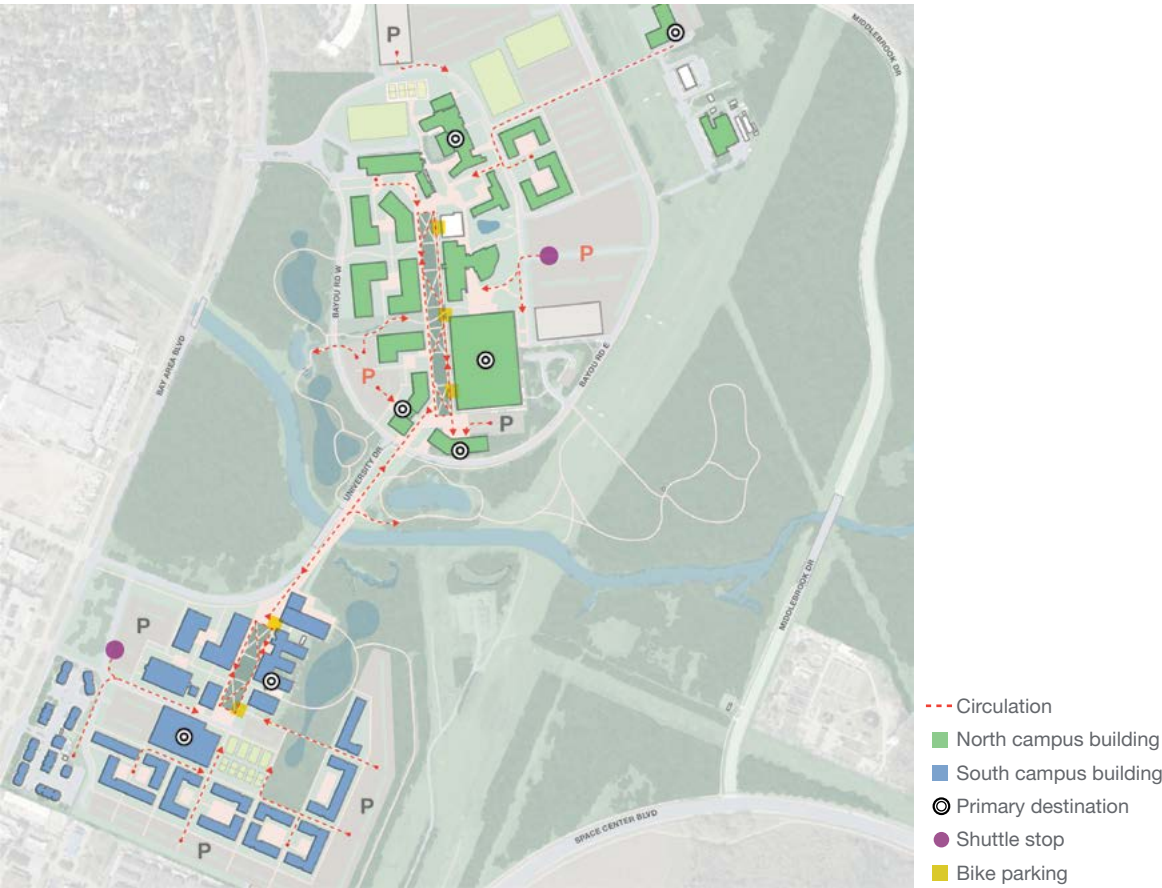 P
MIDDLEBROOK DR
P
BAYOU RD W
BAY AREA BLVD
P
BAYOU RD E
P
UNIVERSITY DR
MIDDLEBROOK DR
P
P
P
SPACE CENTER BLVD
Circulation
North campus building
South campus building
Primary destination
Shuttle stop
Bike parking